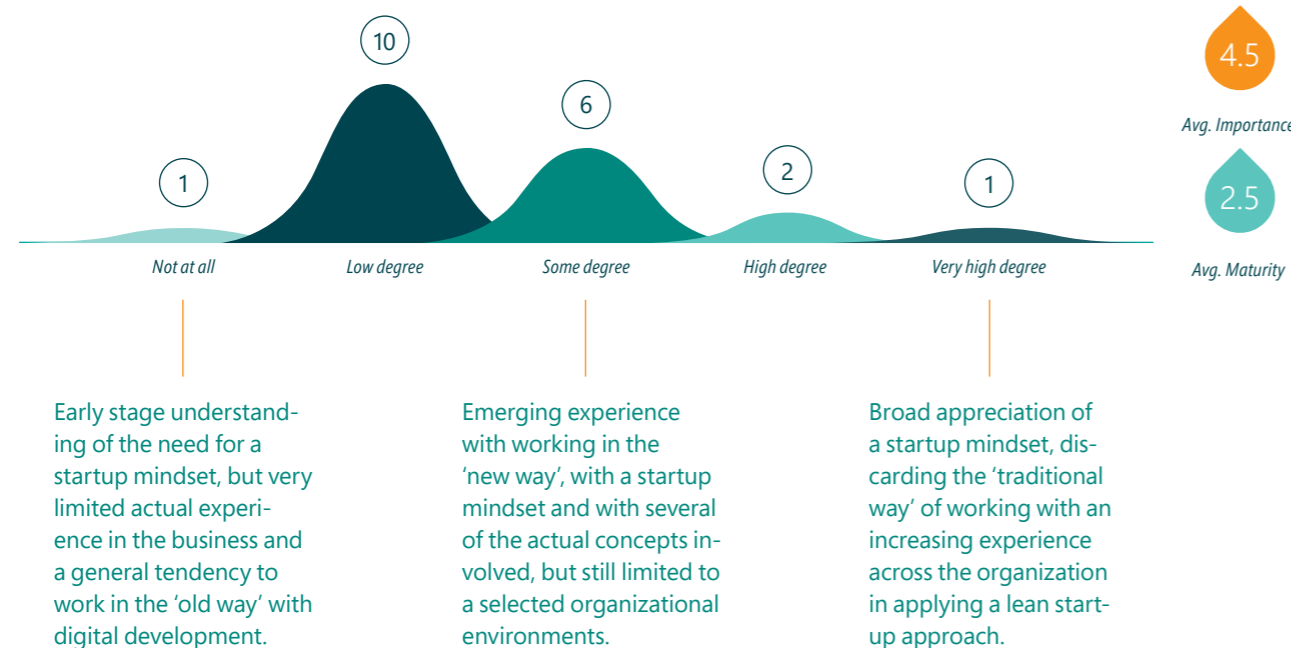 10
6
2
1
1
Not at all
Low degree
Some degree
High degree
Very high degree
4.5
Avg. Importance
2.5
Avg. Maturity
Early stage understand-
ing of the need for a
startup mindset, but very
limited actual experi-
ence in the business and
a general tendency to
work in the ‘old way’ with
digital development.
Emerging experience
with working in the
‘new way’, with a startup
mindset and with several
of the actual concepts in-
volved, but still limited to
a selected organizational
environments.
Broad appreciation of
a startup mindset, dis-
carding the ‘traditional
way’ of working with an
increasing experience
across the organization
in applying a lean start-
up approach.